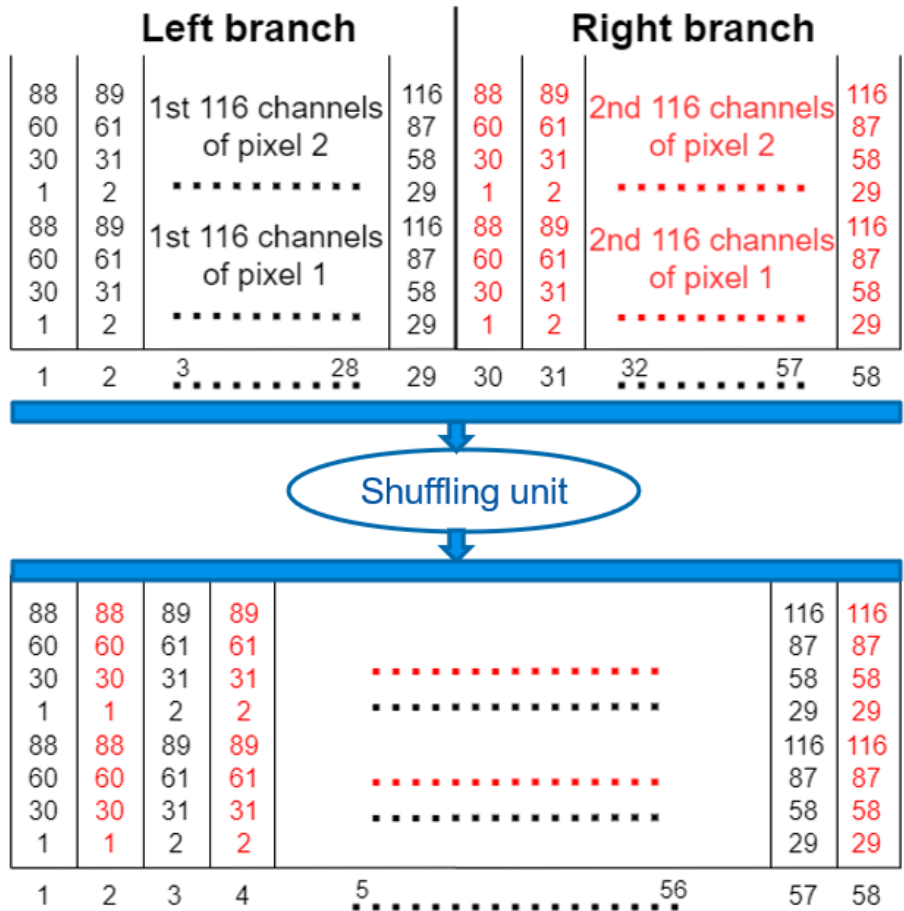 Left branch Right branch
88 89 116 88 89 116
1st 116 channels 2nd 116 channels
60 61 of pixel 2 87 60 61 of pixel 2 87
30 31 58 30 31 58
1 2 29 1 2 29
88 89 116 88 89 116
1st 116 channels 2nd 116 channels
60 61 of pixel 1 87 60 61 of pixel 1 87
30 31 58 30 31 58
1 2 29 1 2 29
1 2 3 28 29 30 31 32 57 58
Shuffling unit
88 88 89 89 116 116
60 60 61 61 87 87
30 30 31 31 58 58
1 1 2 2 29 29
88 88 89 89 116 116
60 60 61 61 87 87
30 30 31 31 58 58
1 1 2 2 29 29
1 2 3 4 5 56 57 58